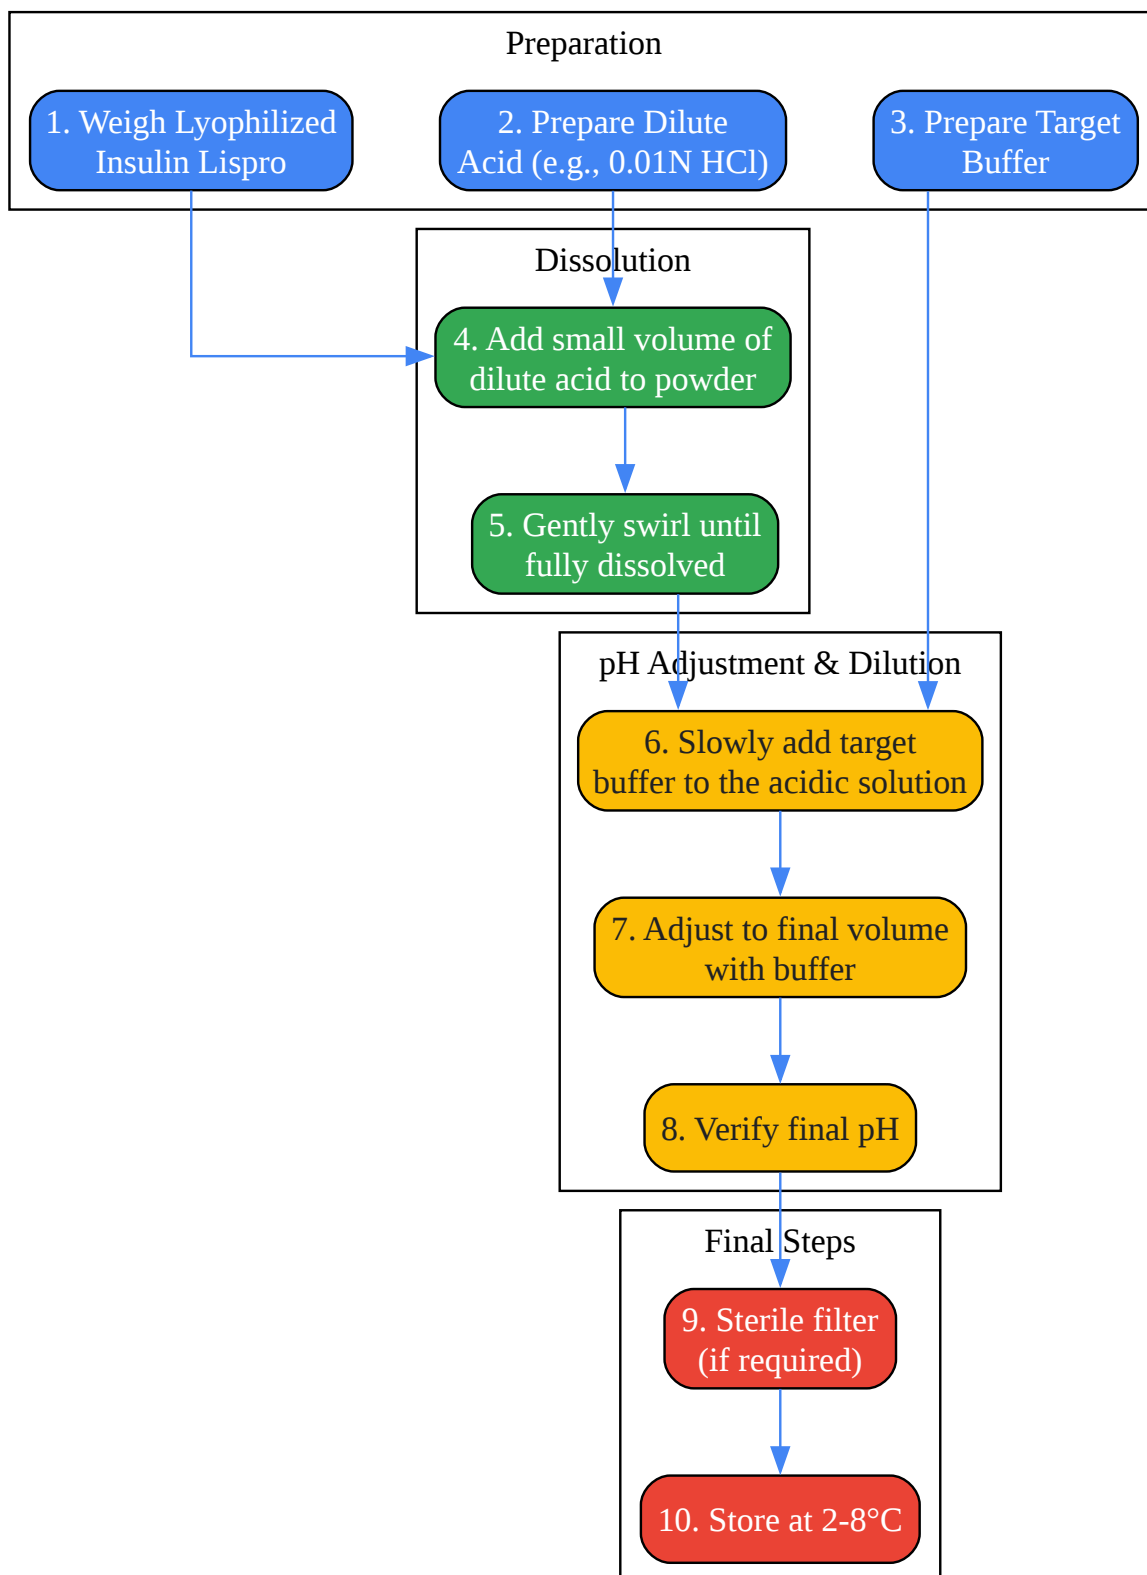 Preparation
1. Weigh Lyophilized
Insulin Lispro
2. Prepare Dilute
Acid (e.g., 0.01N HCl)
3. Prepare Target
Buffer
Dissolution
4. Add small volume of
dilute acid to powder
5. Gently swirl until
fully dissolved
pH Adjustment & Dilution
6. Slowly add target
buffer to the acidic solution
7. Adjust to final volume
with buffer
8. Verify final pH
Final Steps
9. Sterile filter
(if required)
10. Store at 2-8°C